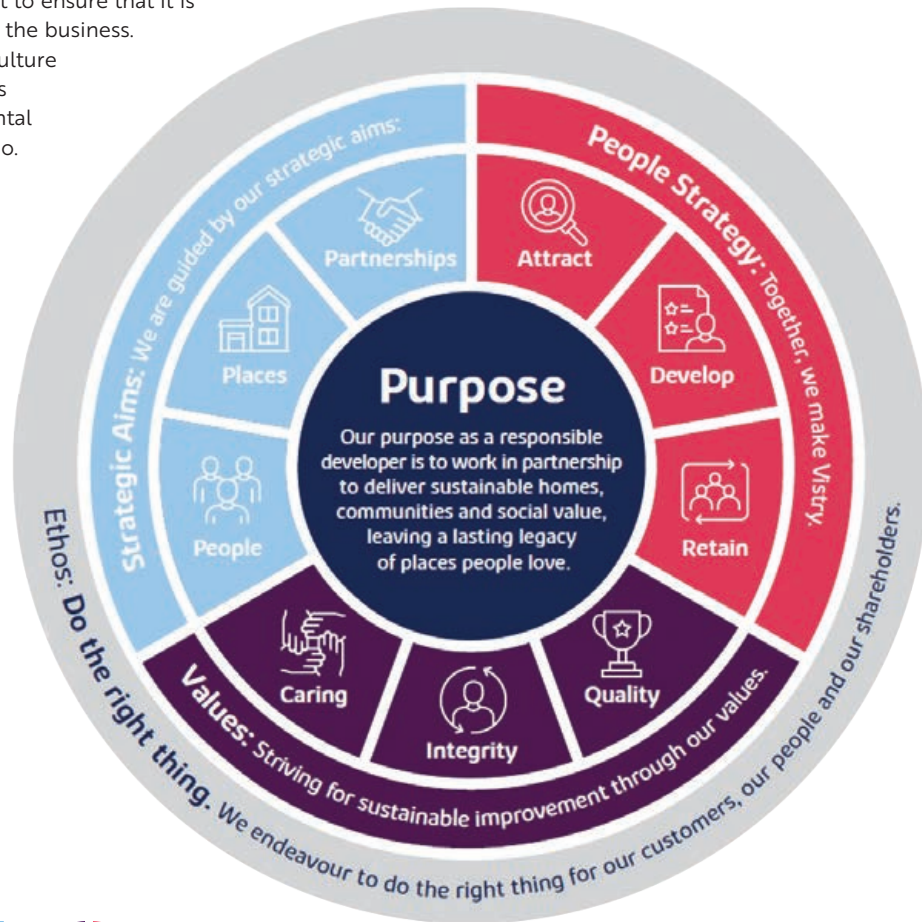 to ensure that it is
the business.
s
o.
Strategic Aims: We are guided by our strategic aims:
Partnerships
Places
People
People Strategy: Together, we make Vistry.
Attract
Develop
Retain
Values: Striving for sustainable improvement through our values.
Caring
Integrity
Quality
Purpose
Our purpose as a responsible
developer is to work in partnership
to deliver sustainable homes,
communities and social value,
leaving a lasting legacy
of places people love.
Ethos: Do the right thing. We endeavour to do the right thing for our customers, our people and our shareholders.